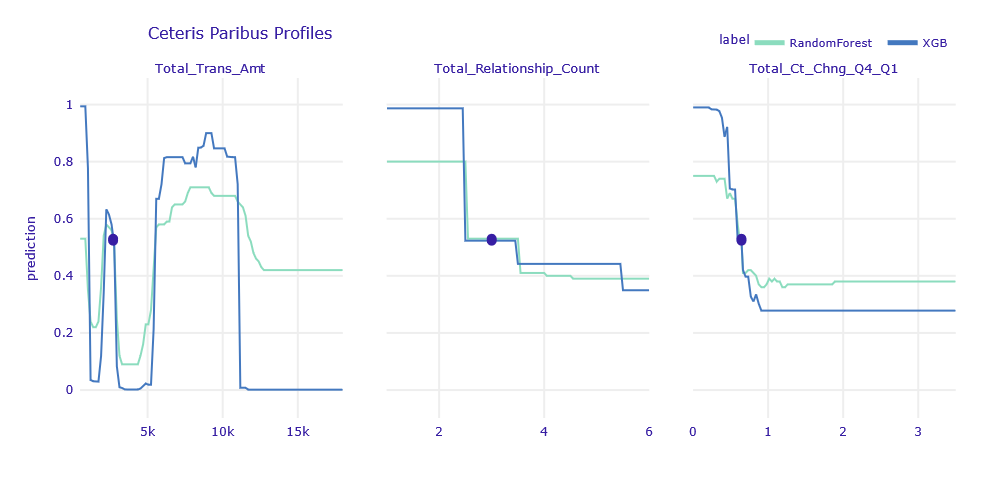 Ceteris Paribus Profiles
label RandomForest XGB
Total_Trans_Amt Total_Relationship_Count Total_Ct_Chng_Q4_Q1
prediction
1
0.8
0.6
0.4
0.2
0
5k 10k 15k 2 4 6 0 1 2 3